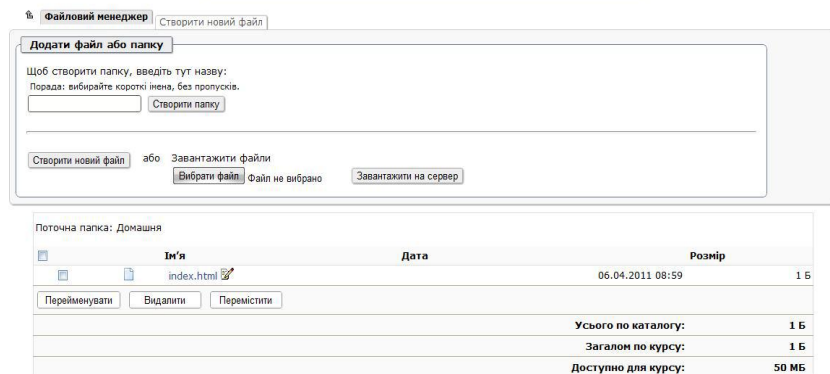 Файловий менеджер Створити новий файл
Додати файл або папку
Щоб створити папку, введіть тут назву:
Порада: вибирайте короткі імена, без пропусків.
Створити папку
Створити новий файл або Завантажити файли
Вибрати файл Файл не вибрано Завантажити на сервер
Поточна папка: Домашня
Ім'я Дата Розмір
index.html 06.04.2011 08:59 1 Б
Перейменувати Видалити Перемістити
Усього по каталогу: 1 Б
Загалом по курсу: 1 Б
Доступно для курсу: 50 МБ